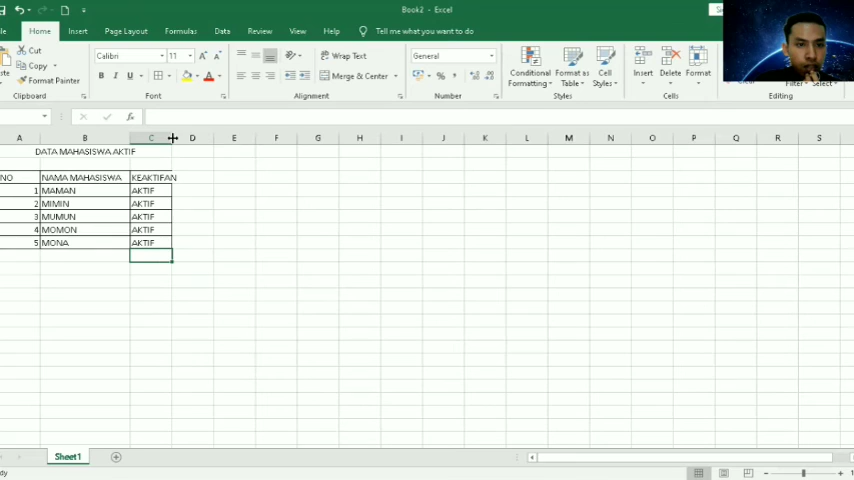 Book2 - Excel
Home Insert Page Layout Formulas Data Review View Help Tell me what you want to do
Cut
Copy
Format Painter
Clipboard
Calibri 11
B I U
Font
Wrap Text
Merge & Center
Alignment
General
Number
Conditional Formatting
Format as Table
Cell Styles
Styles
Insert Delete Format
Cells
Filter Select
Editing
A B C D E F G H I J K L M N O P Q R S
DATA MAHASISWA AKTIF
NO NAMA MAHASISWA KEAKTIFAN
1 MAMAN AKTIF
2 MIMIN AKTIF
3 MUMUN AKTIF
4 MOMON AKTIF
5 MONA AKTIF
Sheet1